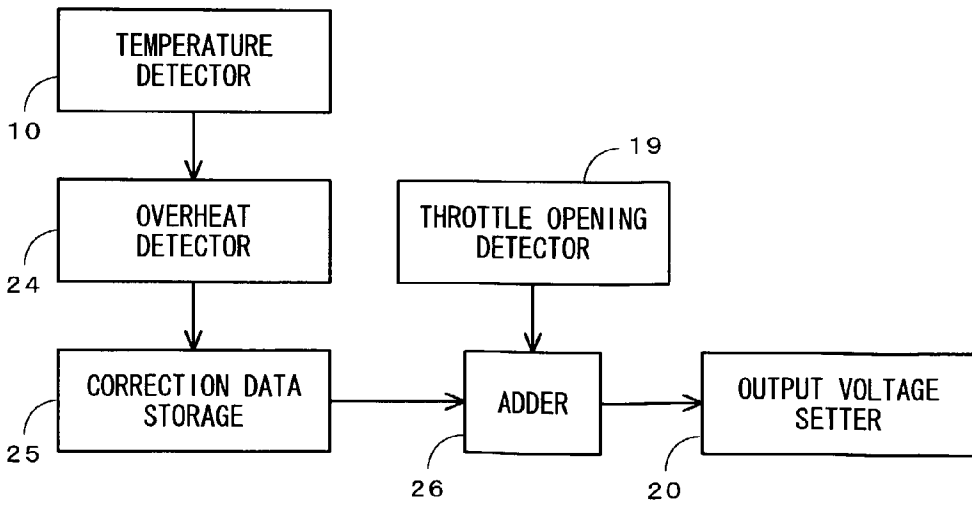 TEMPERATURE
DETECTOR
10
OVERHEAT
DETECTOR
24
19
THROTTLE OPENING
DETECTOR
CORRECTION DATA
STORAGE
25
ADDER
26
OUTPUT VOLTAGE
SETTER
20